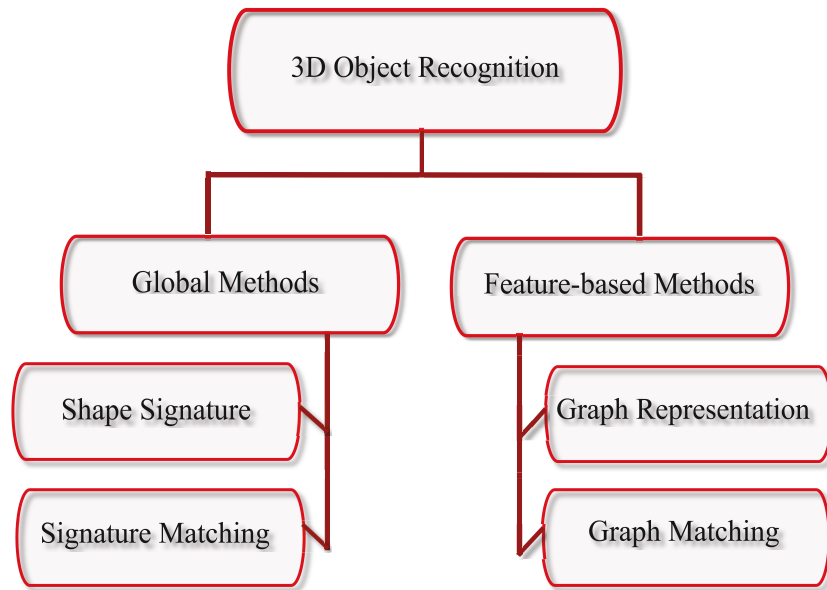 3D Object Recognition
Global Methods
Feature-based Methods
Shape Signature
Graph Representation
Signature Matching
Graph Matching